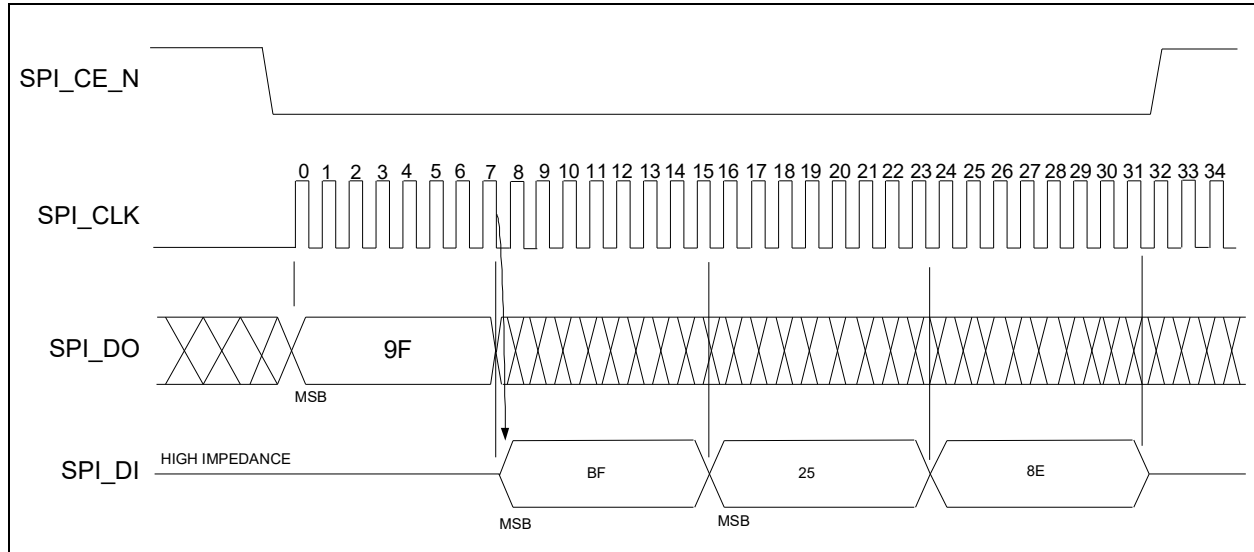 SPI_CE_N
0 1 2 3 4 5 6 7 8 9 10 11 12 13 14 15 16 17 18 19 20 21 22 23 24 25 26 27 28 29 30 31 32 33 34
SPI_CLK
SPI_DO
9F
MSB
HIGH IMPEDANCE
SPI_DI
BF
25
8E
MSB
MSB